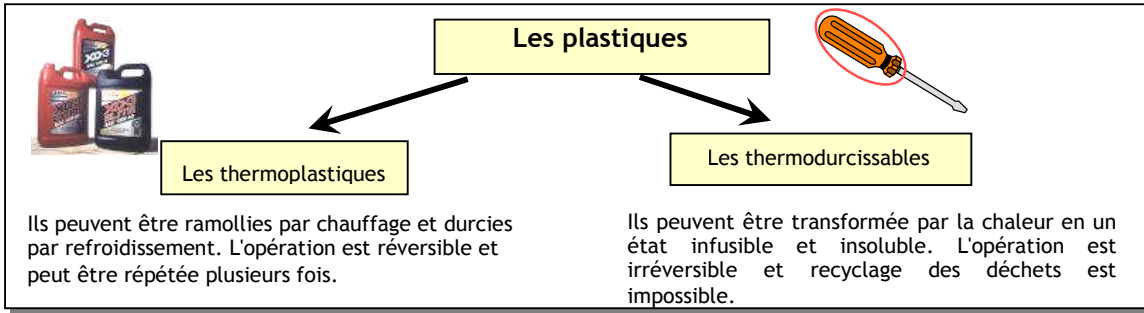 Les plastiques
Les thermoplastiques
Les thermodurcissables
Ils peuvent être ramollies par chauffage et durcies
par refroidissement. L'opération est réversible et
peut être répétée plusieurs fois.
Ils peuvent être transformée par la chaleur en un
état infusible et insoluble. L'opération est
irréversible et recyclage des déchets est
impossible.